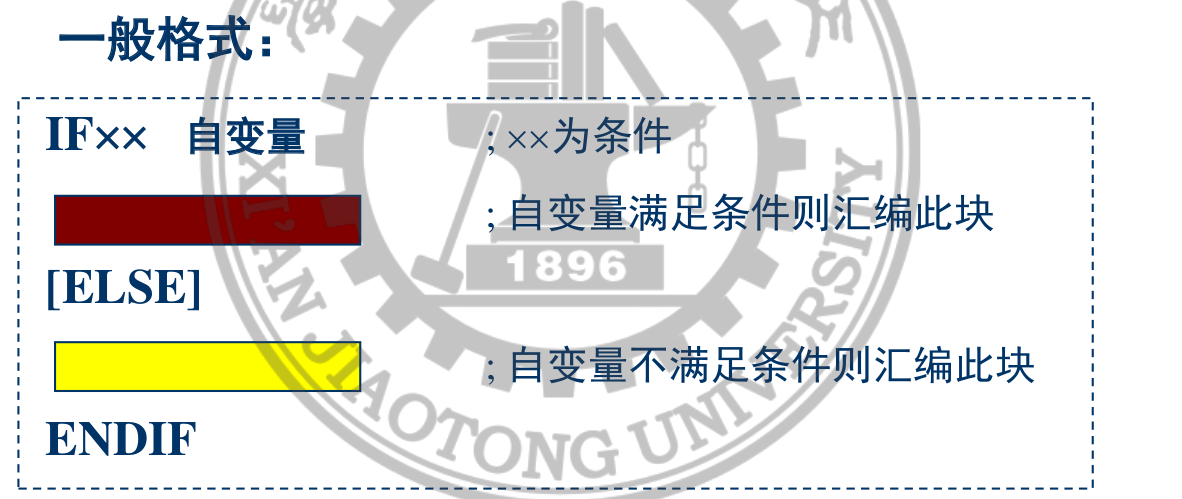 一般格式：
IF××  自变量  ; ××为条件
; 自变量满足条件则汇编此块
[ELSE]
; 自变量不满足条件则汇编此块
ENDIF
1896
XI'AN JIAOTONG UNIVERSITY